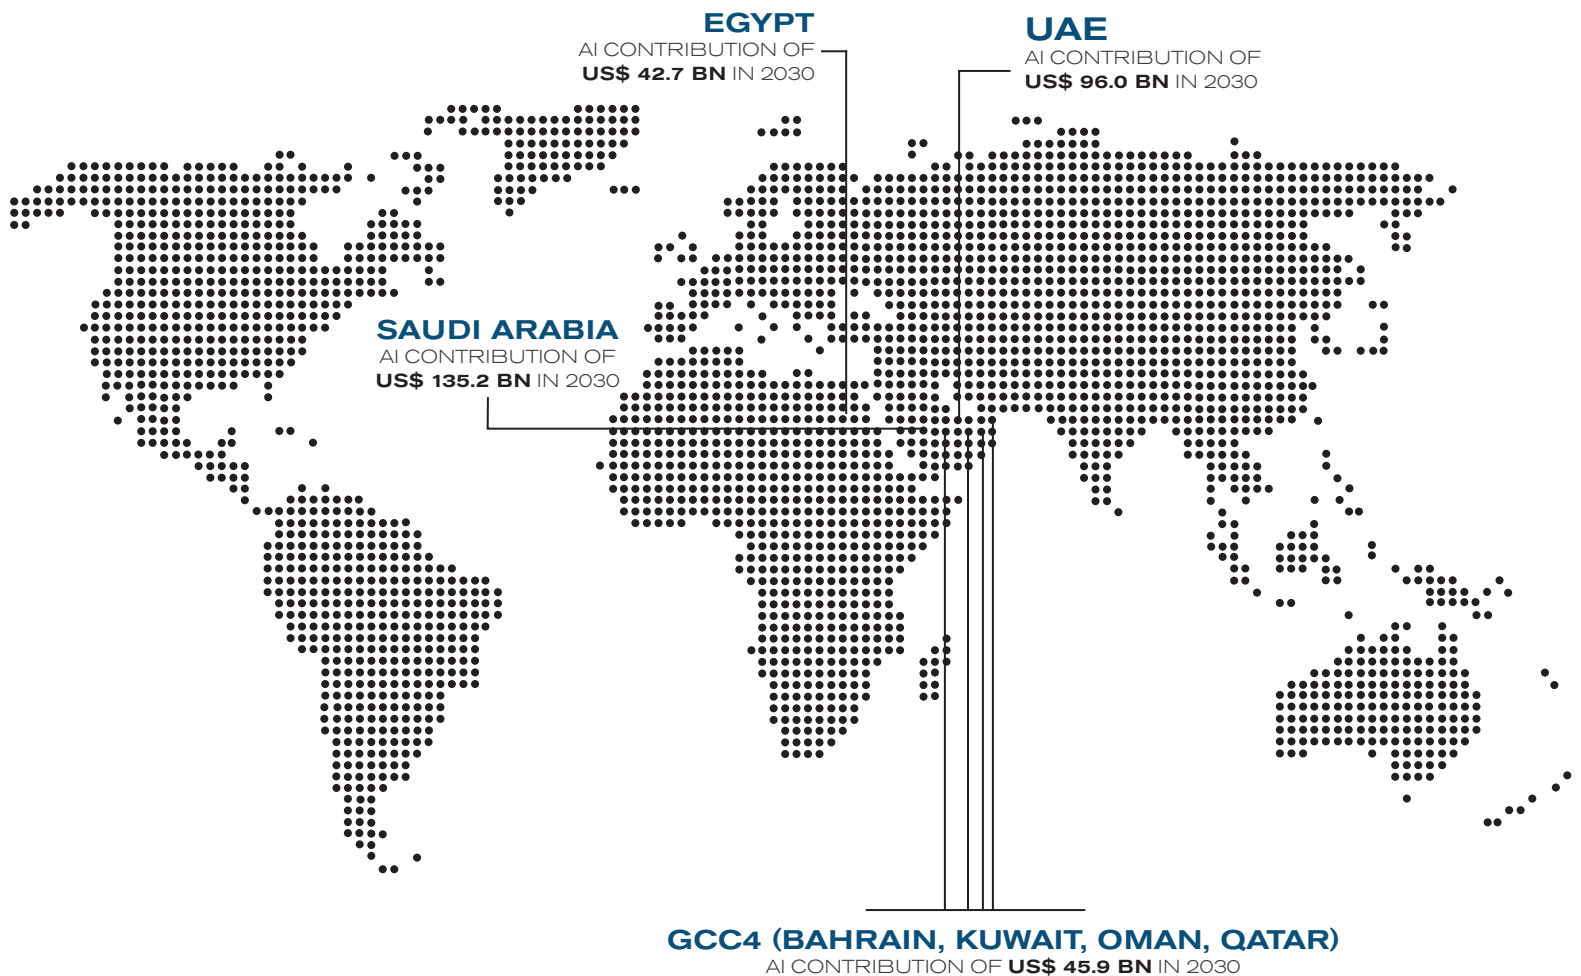 EGYPT
AI CONTRIBUTION OF
US$ 42.7 BN IN 2030
UAE
AI CONTRIBUTION OF
US$ 96.0 BN IN 2030
SAUDI ARABIA
AI CONTRIBUTION OF
US$ 135.2 BN IN 2030
GCC4 (BAHRAIN, KUWAIT, OMAN, QATAR)
AI CONTRIBUTION OF US$ 45.9 BN IN 2030